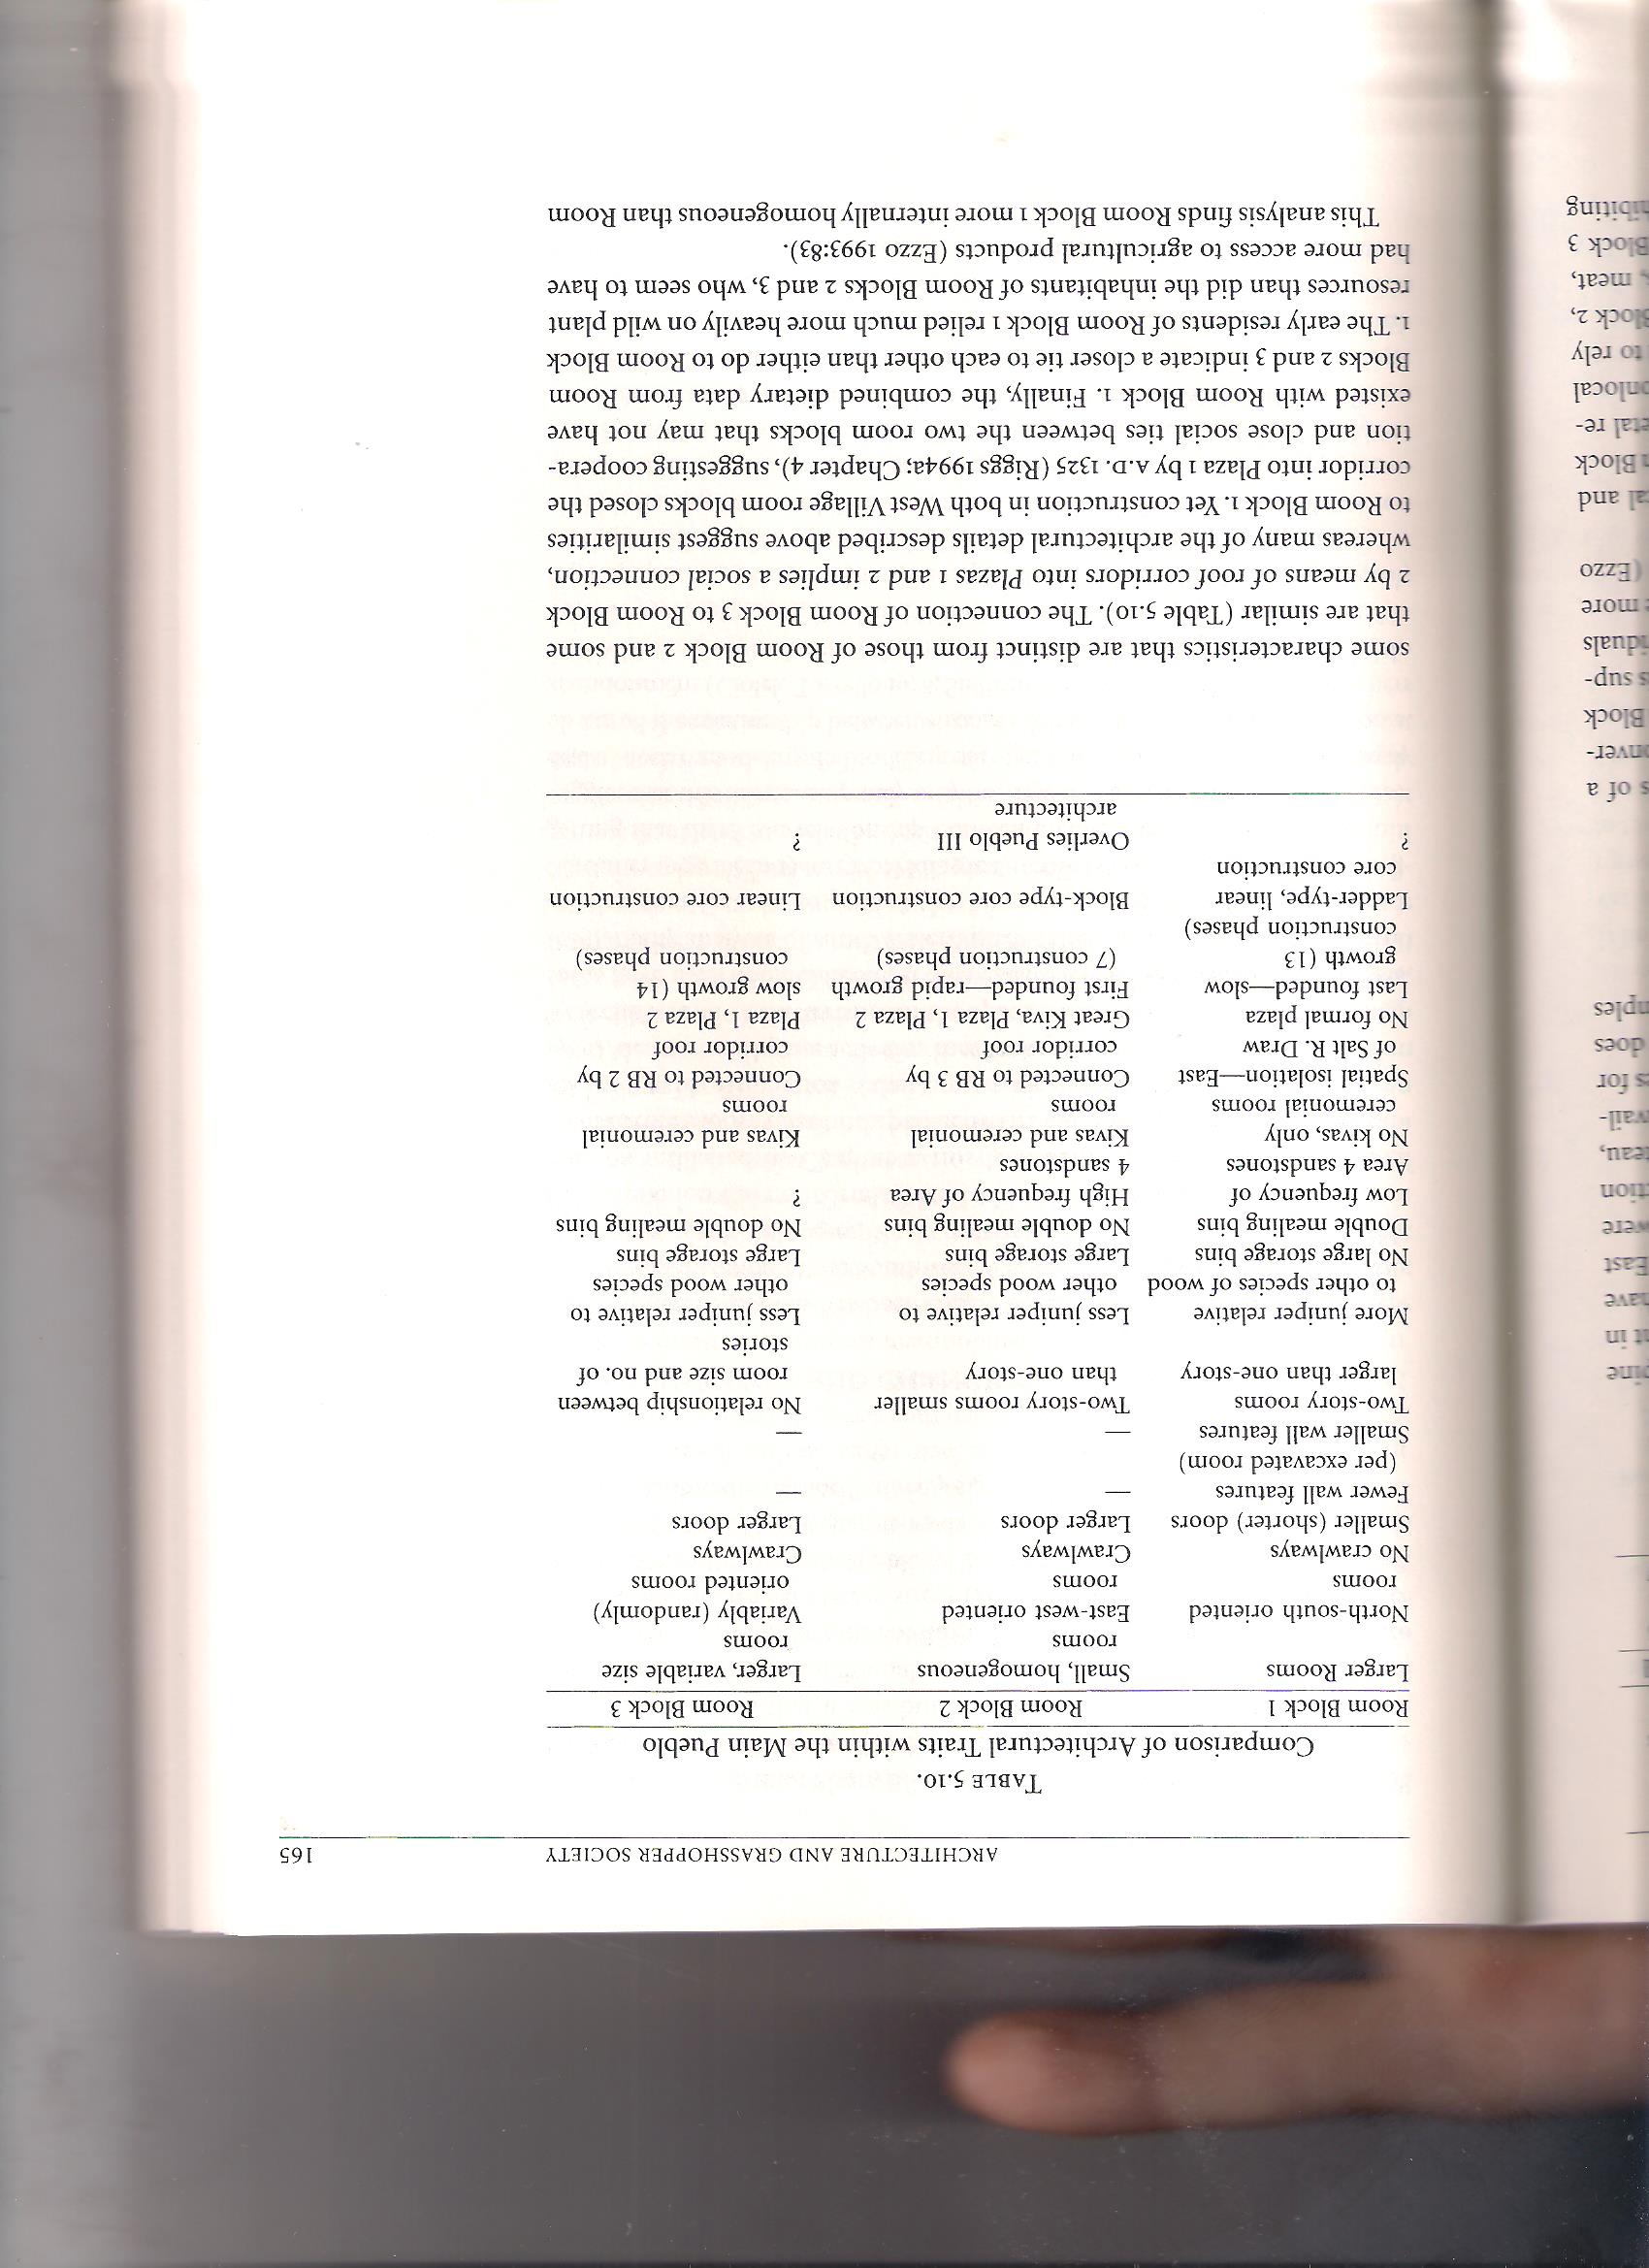 ARCHITECTURE AND GRASSHOPPER SOCIETY 165
TABLE 5.10.
Comparison of Architectural Traits within the Main Pueblo
Room Block 1 Room Block 2 Room Block 3
Larger Rooms Small, homogeneous Larger, variable size
rooms rooms
North-south oriented East-west oriented Variably (randomly)
rooms rooms oriented rooms
No crawlways Crawlways Crawlways
Smaller (shorter) doors Larger doors Larger doors
Fewer wall features — —
(per excavated room)
Smaller wall features — —
Two-story rooms Two-story rooms smaller No relationship between
larger than one-story than one-story room size and no. of
stories
More juniper relative Less juniper relative to Less juniper relative to
to other species of wood other wood species other wood species
No large storage bins Large storage bins Large storage bins
Double mealing bins No double mealing bins No double mealing bins
Low frequency of High frequency of Area ?
Area 4 sandstones 4 sandstones
No kivas, only Kivas and ceremonial Kivas and ceremonial
ceremonial rooms rooms rooms
Spatial isolation—East Connected to RB 3 by Connected to RB 2 by
of Salt R. Draw corridor roof corridor roof
No formal plaza Great Kiva, Plaza 1, Plaza 2 Plaza 1, Plaza 2
Last founded—slow First founded—rapid growth slow growth (14
growth (13 (7 construction phases) construction phases)
construction phases)
Ladder-type, linear Block-type core construction Linear core construction
core construction
? Overlies Pueblo III ?
architecture
some characteristics that are distinct from those of Room Block 2 and some
that are similar (Table 5.10). The connection of Room Block 3 to Room Block
2 by means of roof corridors into Plazas 1 and 2 implies a social connection,
whereas many of the architectural details described above suggest similarities
to Room Block 1. Yet construction in both West Village room blocks closed the
corridor into Plaza 1 by A.D. 1325 (Riggs 1994a; Chapter 4), suggesting coopera-
tion and close social ties between the two room blocks that may not have
existed with Room Block 1. Finally, the combined dietary data from Room
Blocks 2 and 3 indicate a closer tie to each other than either do to Room Block
1. The early residents of Room Block 1 relied much more heavily on wild plant
resources than did the inhabitants of Room Blocks 2 and 3, who seem to have
had more access to agricultural products (Ezzo 1993:83).
This analysis finds Room Block 1 more internally homogeneous than Room